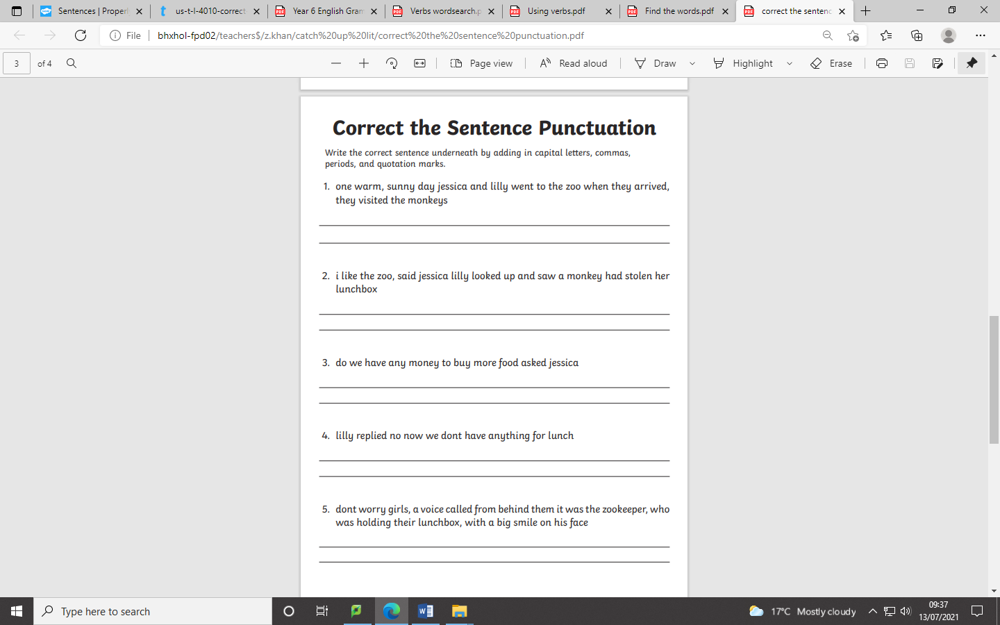 Sentences | Proper
us-t-l-4010-correct
Year 6 English Gram
Verbs wordsearch.p
Using verbs.pdf
Find the words.pdf
correct the sentenc
File
bhxhol-fpd02/teachers$/z.khan/catch%20up%20lit/correct%20the%20sentence%20punctuation.pdf
3 of 4
Page view
Read aloud
Draw
Highlight
Erase
Correct the Sentence Punctuation
Write the correct sentence underneath by adding in capital letters, commas,
periods, and quotation marks.
1. one warm, sunny day jessica and lilly went to the zoo when they arrived,
they visited the monkeys
2. i like the zoo, said jessica lilly looked up and saw a monkey had stolen her
lunchbox
3. do we have any money to buy more food asked jessica
4. lilly replied no now we dont have anything for lunch
5. dont worry girls, a voice called from behind them it was the zookeeper, who
was holding their lunchbox, with a big smile on his face
Type here to search
17°C Mostly cloudy
09:37
13/07/2021